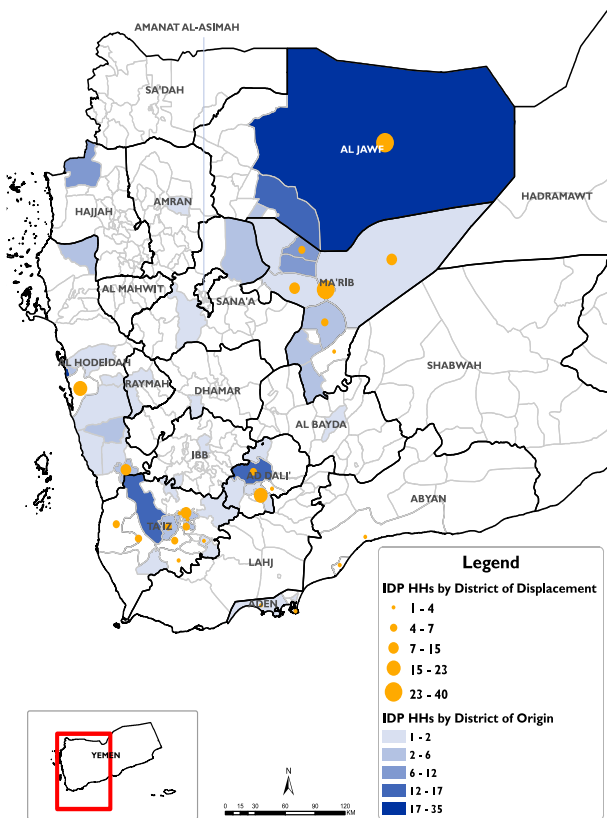 AMANAT AL-ASIMAH
SA'DAH
AL JAWF
HADRAMAWT
HAJJAH
AMRAN
MA'RIB
AL MAHWIT
SANA'A
AL HODEIDAH
RAYMAH
DHAMAR
SHABWAH
AL BAYDA
IBB
AD DALI'
ABYAN
TA'IZ
LAHJ
ADEN
Legend
IDP HHs by District of Displacement
1 - 4
4 - 7
7 - 15
15 - 23
23 - 40
IDP HHs by District of Origin
1 - 2
2 - 6
6 - 12
12 - 17
17 - 35
YEMEN
N
0 15 30 60 90 120
KM